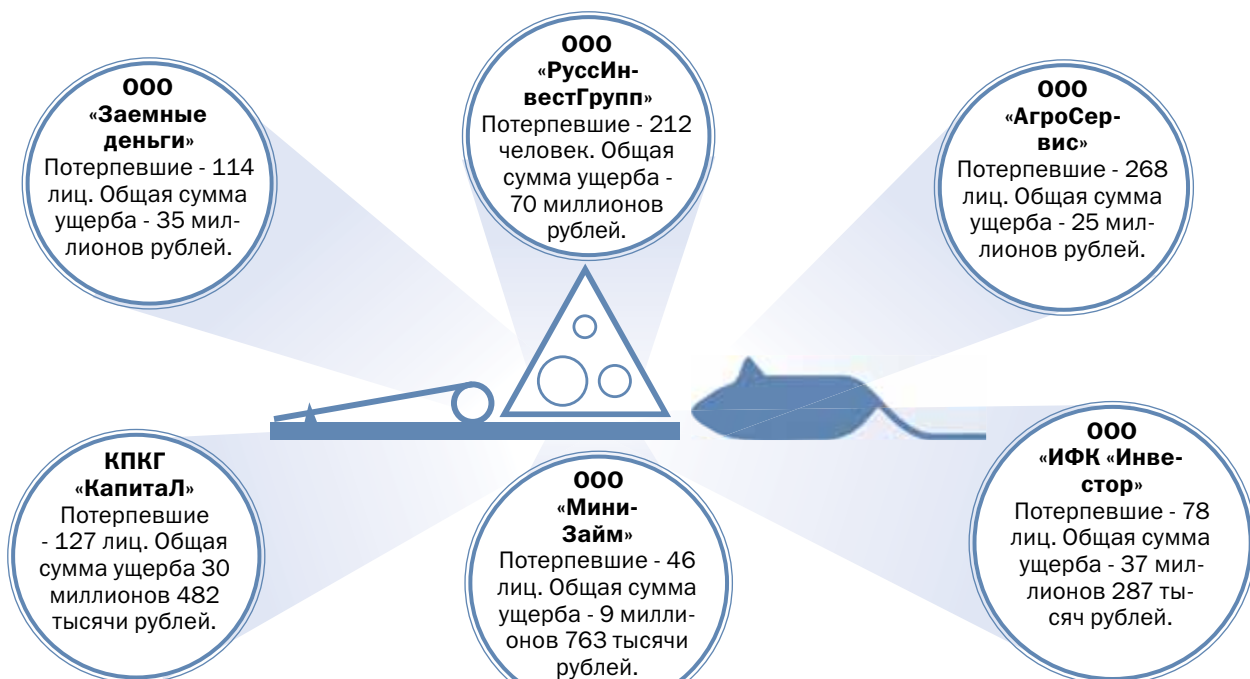 ООО
«Заемные
деньги»
Потерпевшие - 114
лиц. Общая сумма
ущерба - 35 мил-
лионов рублей.
ООО
«РуссИн-
вестГрупп»
Потерпевшие - 212
человек. Общая
сумма ущерба -
70 миллионов
рублей.
ООО
«АгроСер-
вис»
Потерпевшие - 268
лиц. Общая сумма
ущерба - 25 мил-
лионов рублей.
КПКГ
«КапитаЛ»
Потерпевшие
- 127 лиц. Общая
сумма ущерба 30
миллионов 482
тысячи рублей.
ООО
«Мини-
Займ»
Потерпевшие - 46
лиц. Общая сумма
ущерба - 9 милли-
онов 763 тысячи
рублей.
ООО
«ИФК «Инве-
стор»
Потерпевшие - 78
лиц. Общая сумма
ущерба - 37 мил-
лионов 287 ты-
сяч рублей.